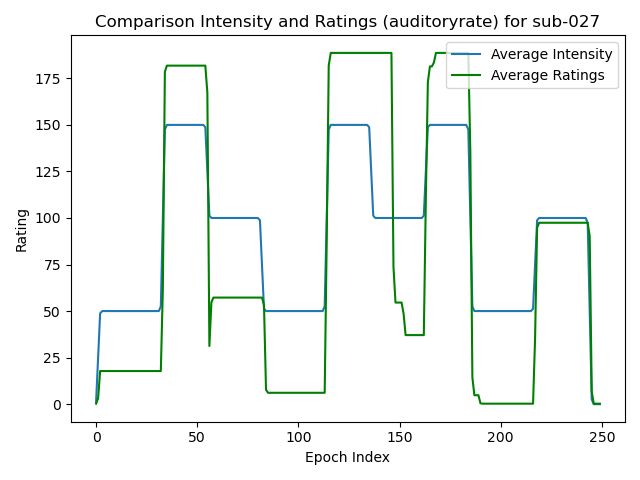 Comparison Intensity and Ratings (auditoryrate) for sub-027
Average Intensity
Average Ratings
Rating
175
150
125
100
75
50
25
0
0 50 100 150 200 250
Epoch Index